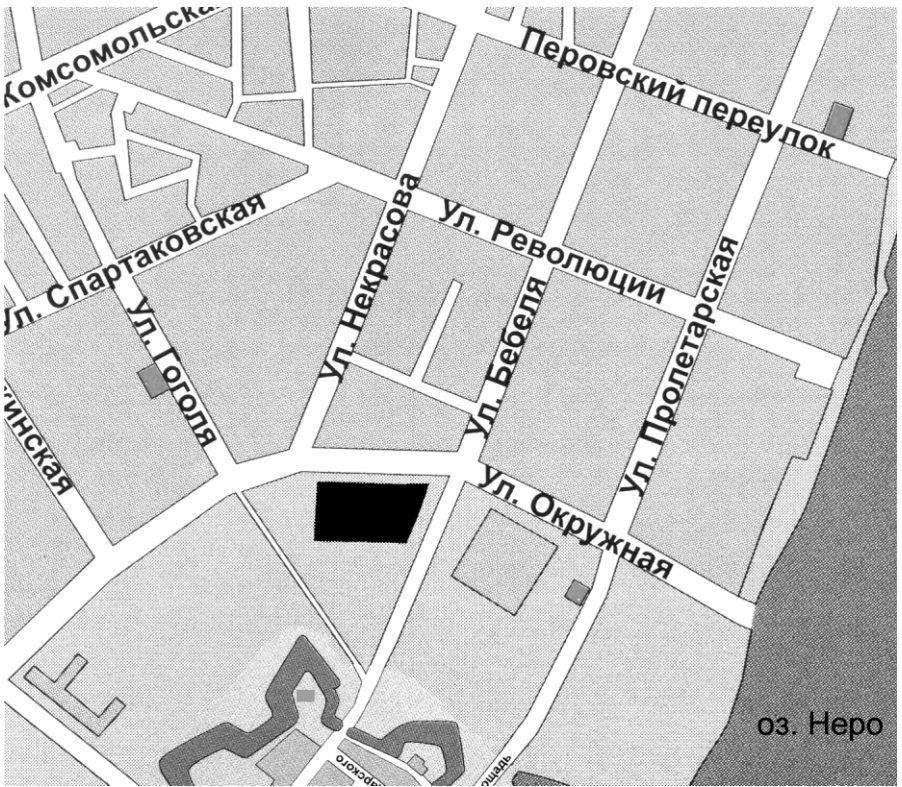 Комсомольская
Перовский переулок
Ул. Спартаковская
Ул. Некрасова
Ул. Революции
Ул. Гоголя
Ул. Бебеля
Ул. Пролетарская
Ул. Окружная
оз. Неро